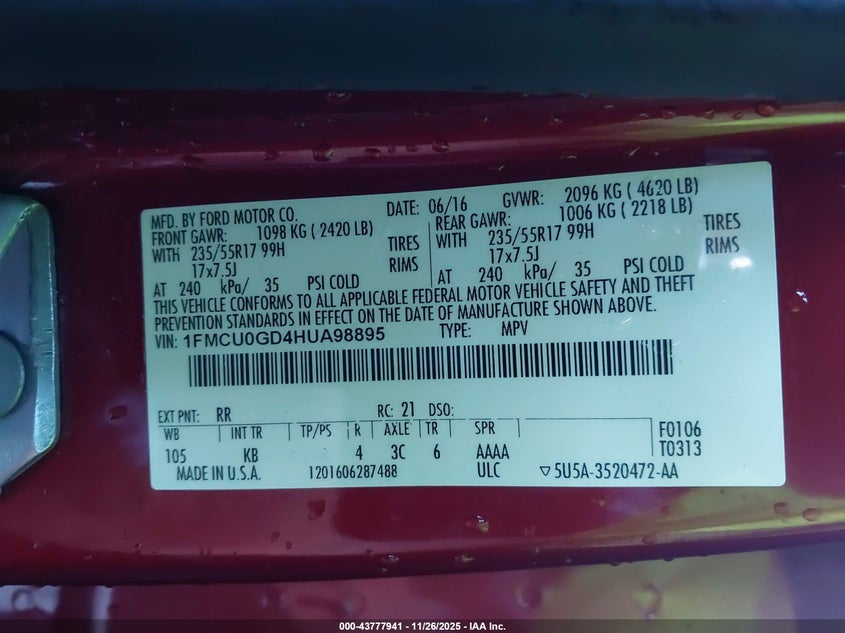 MFD. BY FORD MOTOR CO. DATE: 06/16 GVWR: 2096 KG ( 4620 LB)
FRONT GAWR: 1098 KG ( 2420 LB) REAR GAWR: 1006 KG ( 2218 LB)
WITH 235/55R17 99H TIRES WITH 235/55R17 99H TIRES
17x7.5J RIMS 17x7.5J RIMS
AT 240 kPa/ 35 PSI COLD AT 240 kPa/ 35 PSI COLD
THIS VEHICLE CONFORMS TO ALL APPLICABLE FEDERAL MOTOR VEHICLE SAFETY AND THEFT
PREVENTION STANDARDS IN EFFECT ON THE DATE OF MANUFACTURE SHOWN ABOVE.
VIN: 1FMCU0GD4HUA98895 TYPE: MPV
EXT PNT: RR RC: 21 DSO:
WB INT TR TP/PS R AXLE TR SPR F0106
105 KB 4 3C 6 AAAA T0313
MADE IN U.S.A. 1201606287488 ULC ▽5U5A-3520472-AA
000-43777941 - 11/26/2025 - IAA Inc.